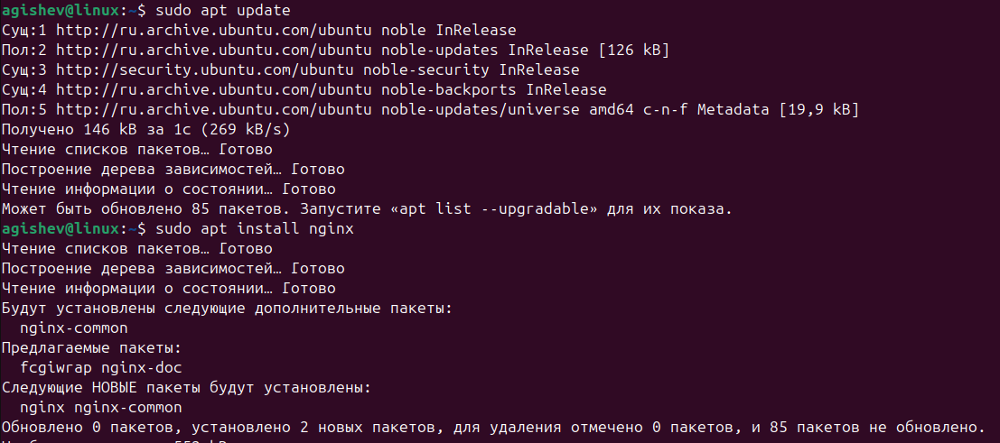 agishev@linux:~$ sudo apt update
Сущ:1 http://ru.archive.ubuntu.com/ubuntu noble InRelease
Пол:2 http://ru.archive.ubuntu.com/ubuntu noble-updates InRelease [126 kB]
Сущ:3 http://security.ubuntu.com/ubuntu noble-security InRelease
Сущ:4 http://ru.archive.ubuntu.com/ubuntu noble-backports InRelease
Пол:5 http://ru.archive.ubuntu.com/ubuntu noble-updates/universe amd64 c-n-f Metadata [19,9 kB]
Получено 146 kB за 1с (269 kB/s)
Чтение списков пакетов… Готово
Построение дерева зависимостей… Готово
Чтение информации о состоянии… Готово
Может быть обновлено 85 пакетов. Запустите «apt list --upgradable» для их показа.
agishev@linux:~$ sudo apt install nginx
Чтение списков пакетов… Готово
Построение дерева зависимостей… Готово
Чтение информации о состоянии… Готово
Будут установлены следующие дополнительные пакеты:
  nginx-common
Предлагаемые пакеты:
  fcgiwrap nginx-doc
Следующие НОВЫЕ пакеты будут установлены:
  nginx nginx-common
Обновлено 0 пакетов, установлено 2 новых пакетов, для удаления отмечено 0 пакетов, и 85 пакетов не обновлено.